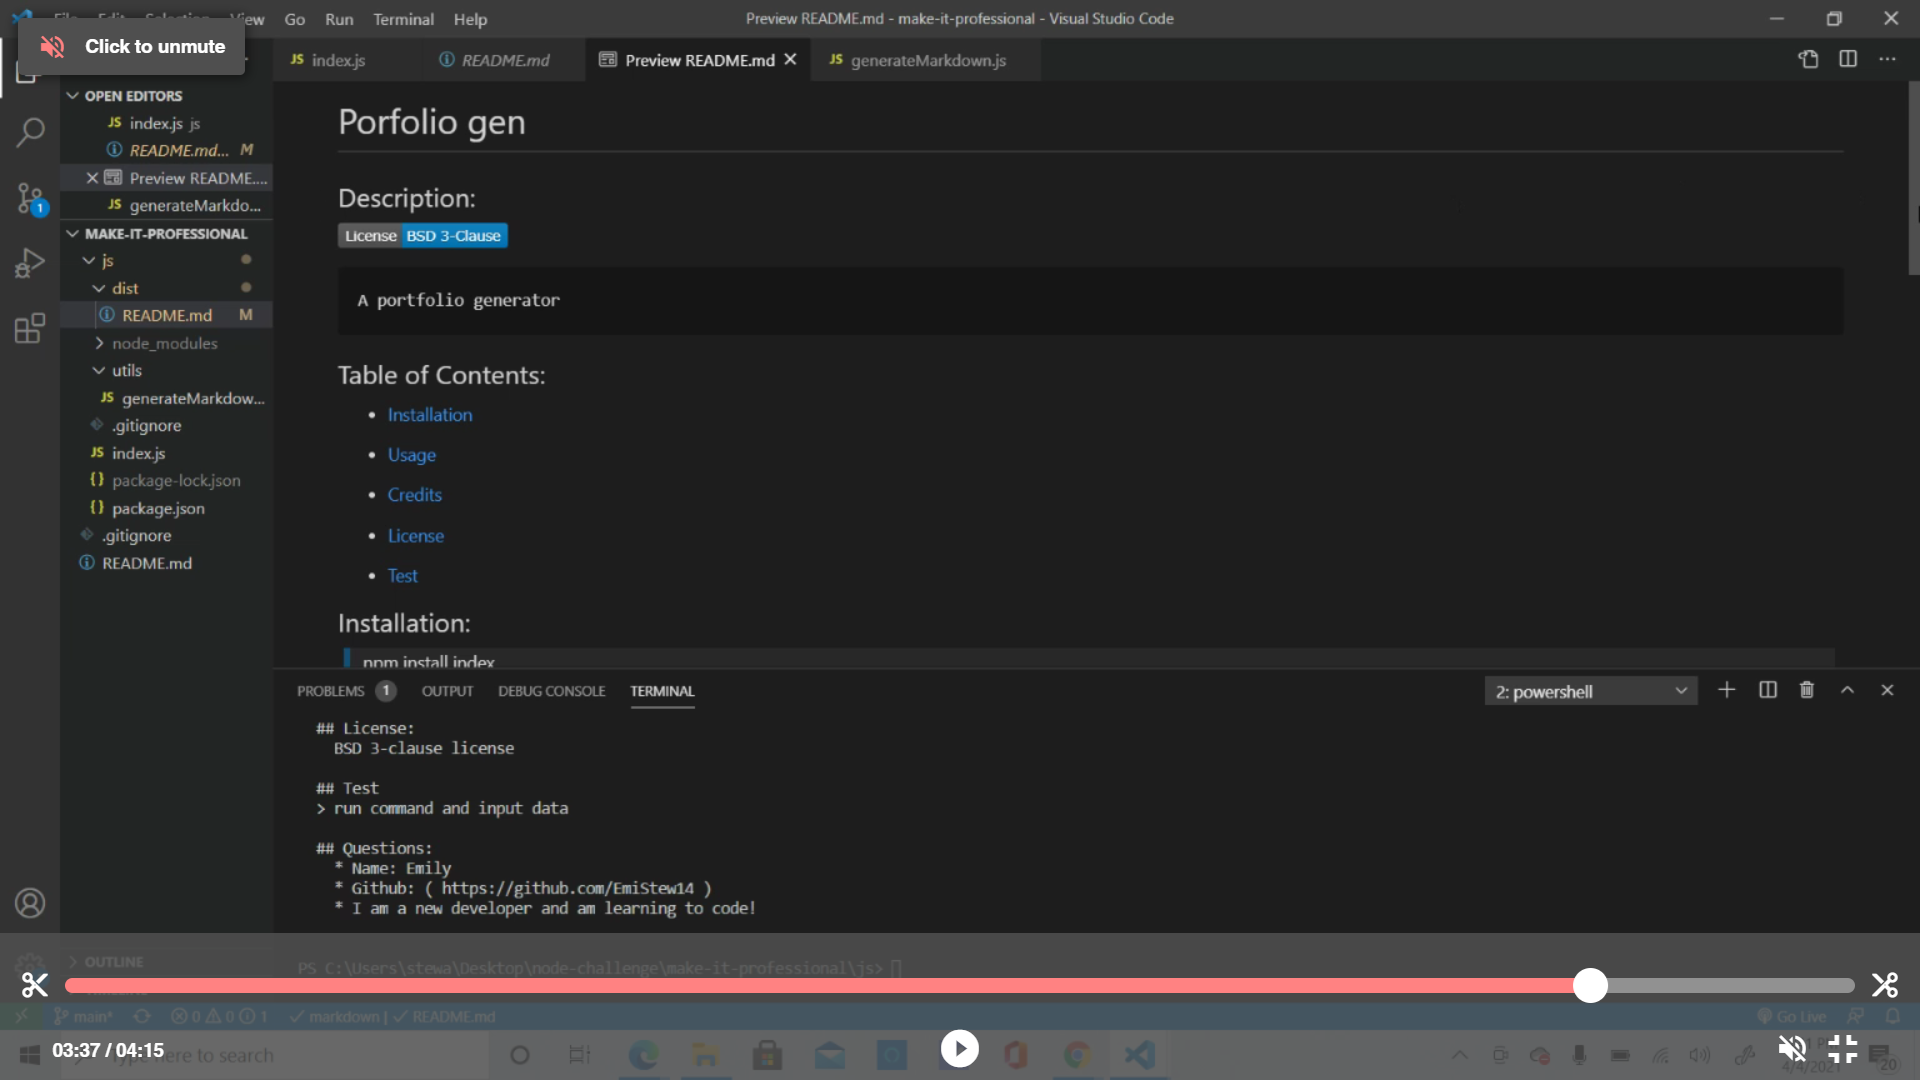 File Edit Selection View Go Run Terminal Help
Preview README.md - make-it-professional - Visual Studio Code
Click to unmute
JS index.js
README.md
Preview README.md
JS generateMarkdown.js
OPEN EDITORS
JS index.js js
README.md... M
Preview README....
JS generateMarkdo...
MAKE-IT-PROFESSIONAL
js
dist
README.md M
node_modules
utils
JS generateMarkdow...
.gitignore
JS index.js
{} package-lock.json
{} package.json
.gitignore
README.md
1
Porfolio gen
Description:
License BSD 3-Clause
A portfolio generator
Table of Contents:
• Installation
• Usage
• Credits
• License
• Test
Installation:
npm install index
PROBLEMS 1 OUTPUT DEBUG CONSOLE TERMINAL
2: powershell
## License:
BSD 3-clause license
## Test
> run command and input data
## Questions:
* Name: Emily
* Github: ( https://github.com/EmiStew14 )
* I am a new developer and am learning to code!
OUTLINE
PS C:\Users\stewa\Desktop\node-challenge\make-it-professional\js>
main* 0 0 1 markdown | README.md
Go Live
03:37 / 04:15
here to search
20